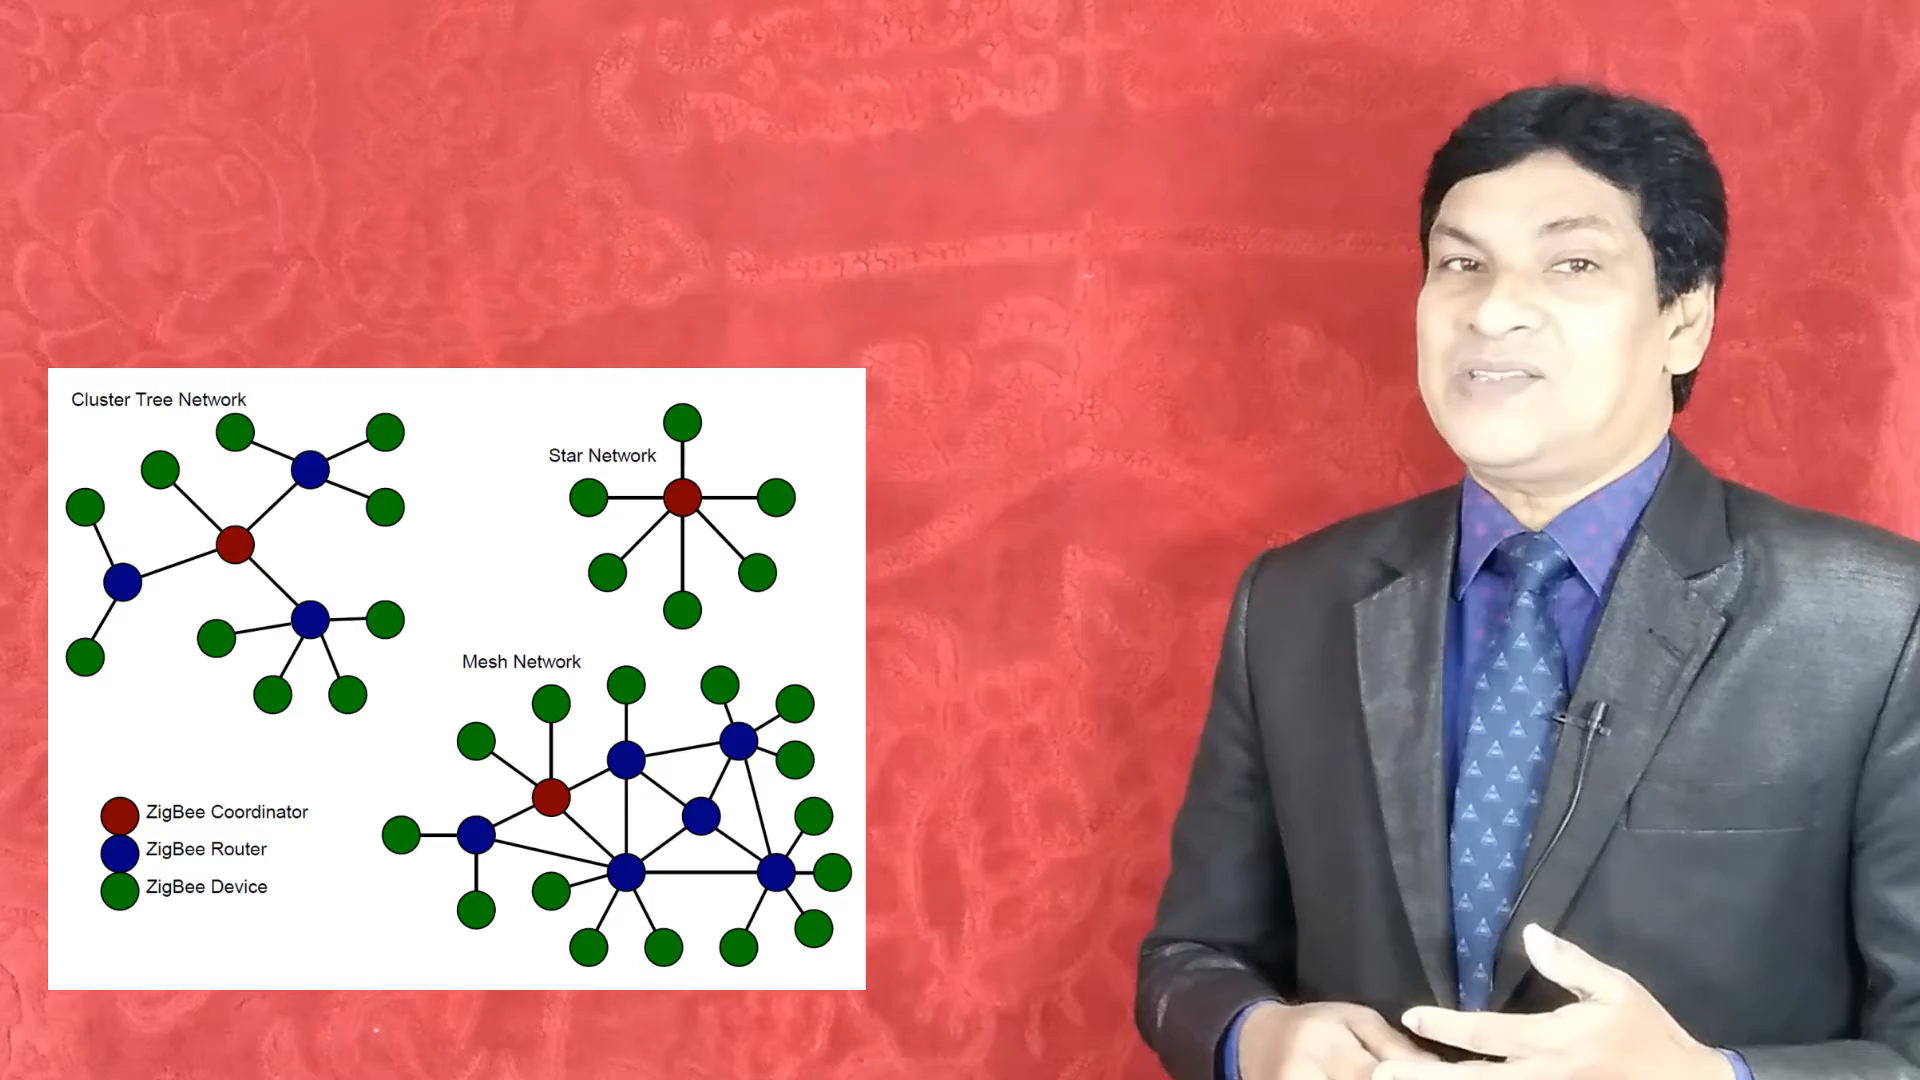 Cluster Tree Network
Star Network
Mesh Network
ZigBee Coordinator
ZigBee Router
ZigBee Device